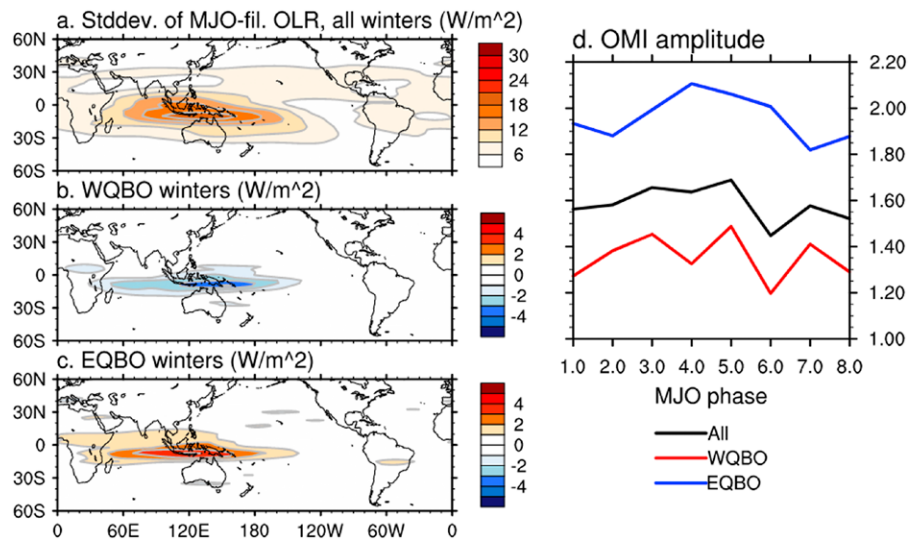 a. Stddev. of MJO-fil. OLR, all winters (W/m^2)
60N
30N
0
30S
60S
30
24
18
12
6
b. WQBO winters (W/m^2)
60N
30N
0
30S
60S
4
2
0
-2
-4
c. EQBO winters (W/m^2)
60N
30N
0
30S
60S
0 60E 120E 180 120W 60W 0
4
2
0
-2
-4
d. OMI amplitude
2.20
2.00
1.80
1.60
1.40
1.20
1.00
1.0 2.0 3.0 4.0 5.0 6.0 7.0 8.0
MJO phase
All
WQBO
EQBO